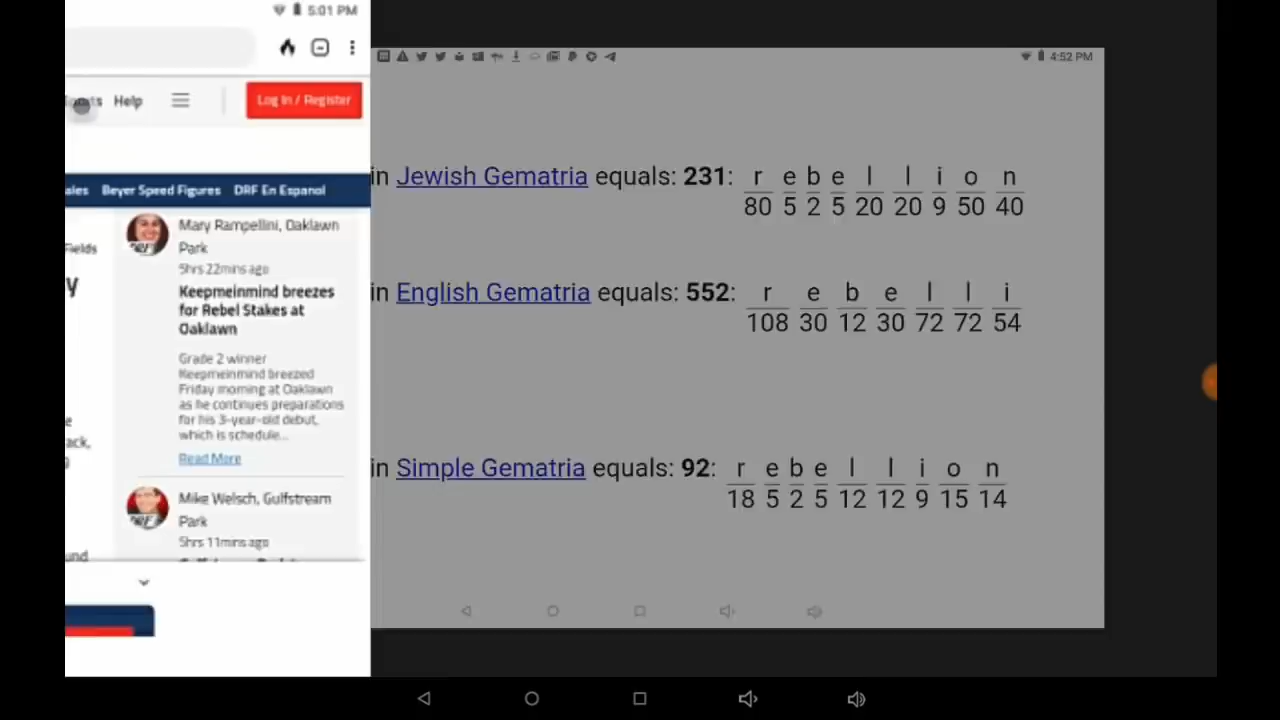 5:01 PM
Help
Log In / Register
Beyer Speed Figures DRF En Espanol
Mary Rampellini, Oaklawn
Park
5hrs 22mins ago
Keepmeinmind breezes
for Rebel Stakes at
Oaklawn
Grade 2 winner
Keepmeinmind breezed
Friday morning at Oaklawn
as he continues preparations
for his 3-year-old debut,
which is schedule...
Read More
Mike Welsch, Gulfstream
Park
5hrs 11mins ago
Fields
y
ack,
4:52 PM
in Jewish Gematria equals: 231: r e b e l l i o n
80 5 2 5 20 20 9 50 40
in English Gematria equals: 552: r e b e l l i
108 30 12 30 72 72 54
in Simple Gematria equals: 92: r e b e l l i o n
18 5 2 5 12 12 9 15 14